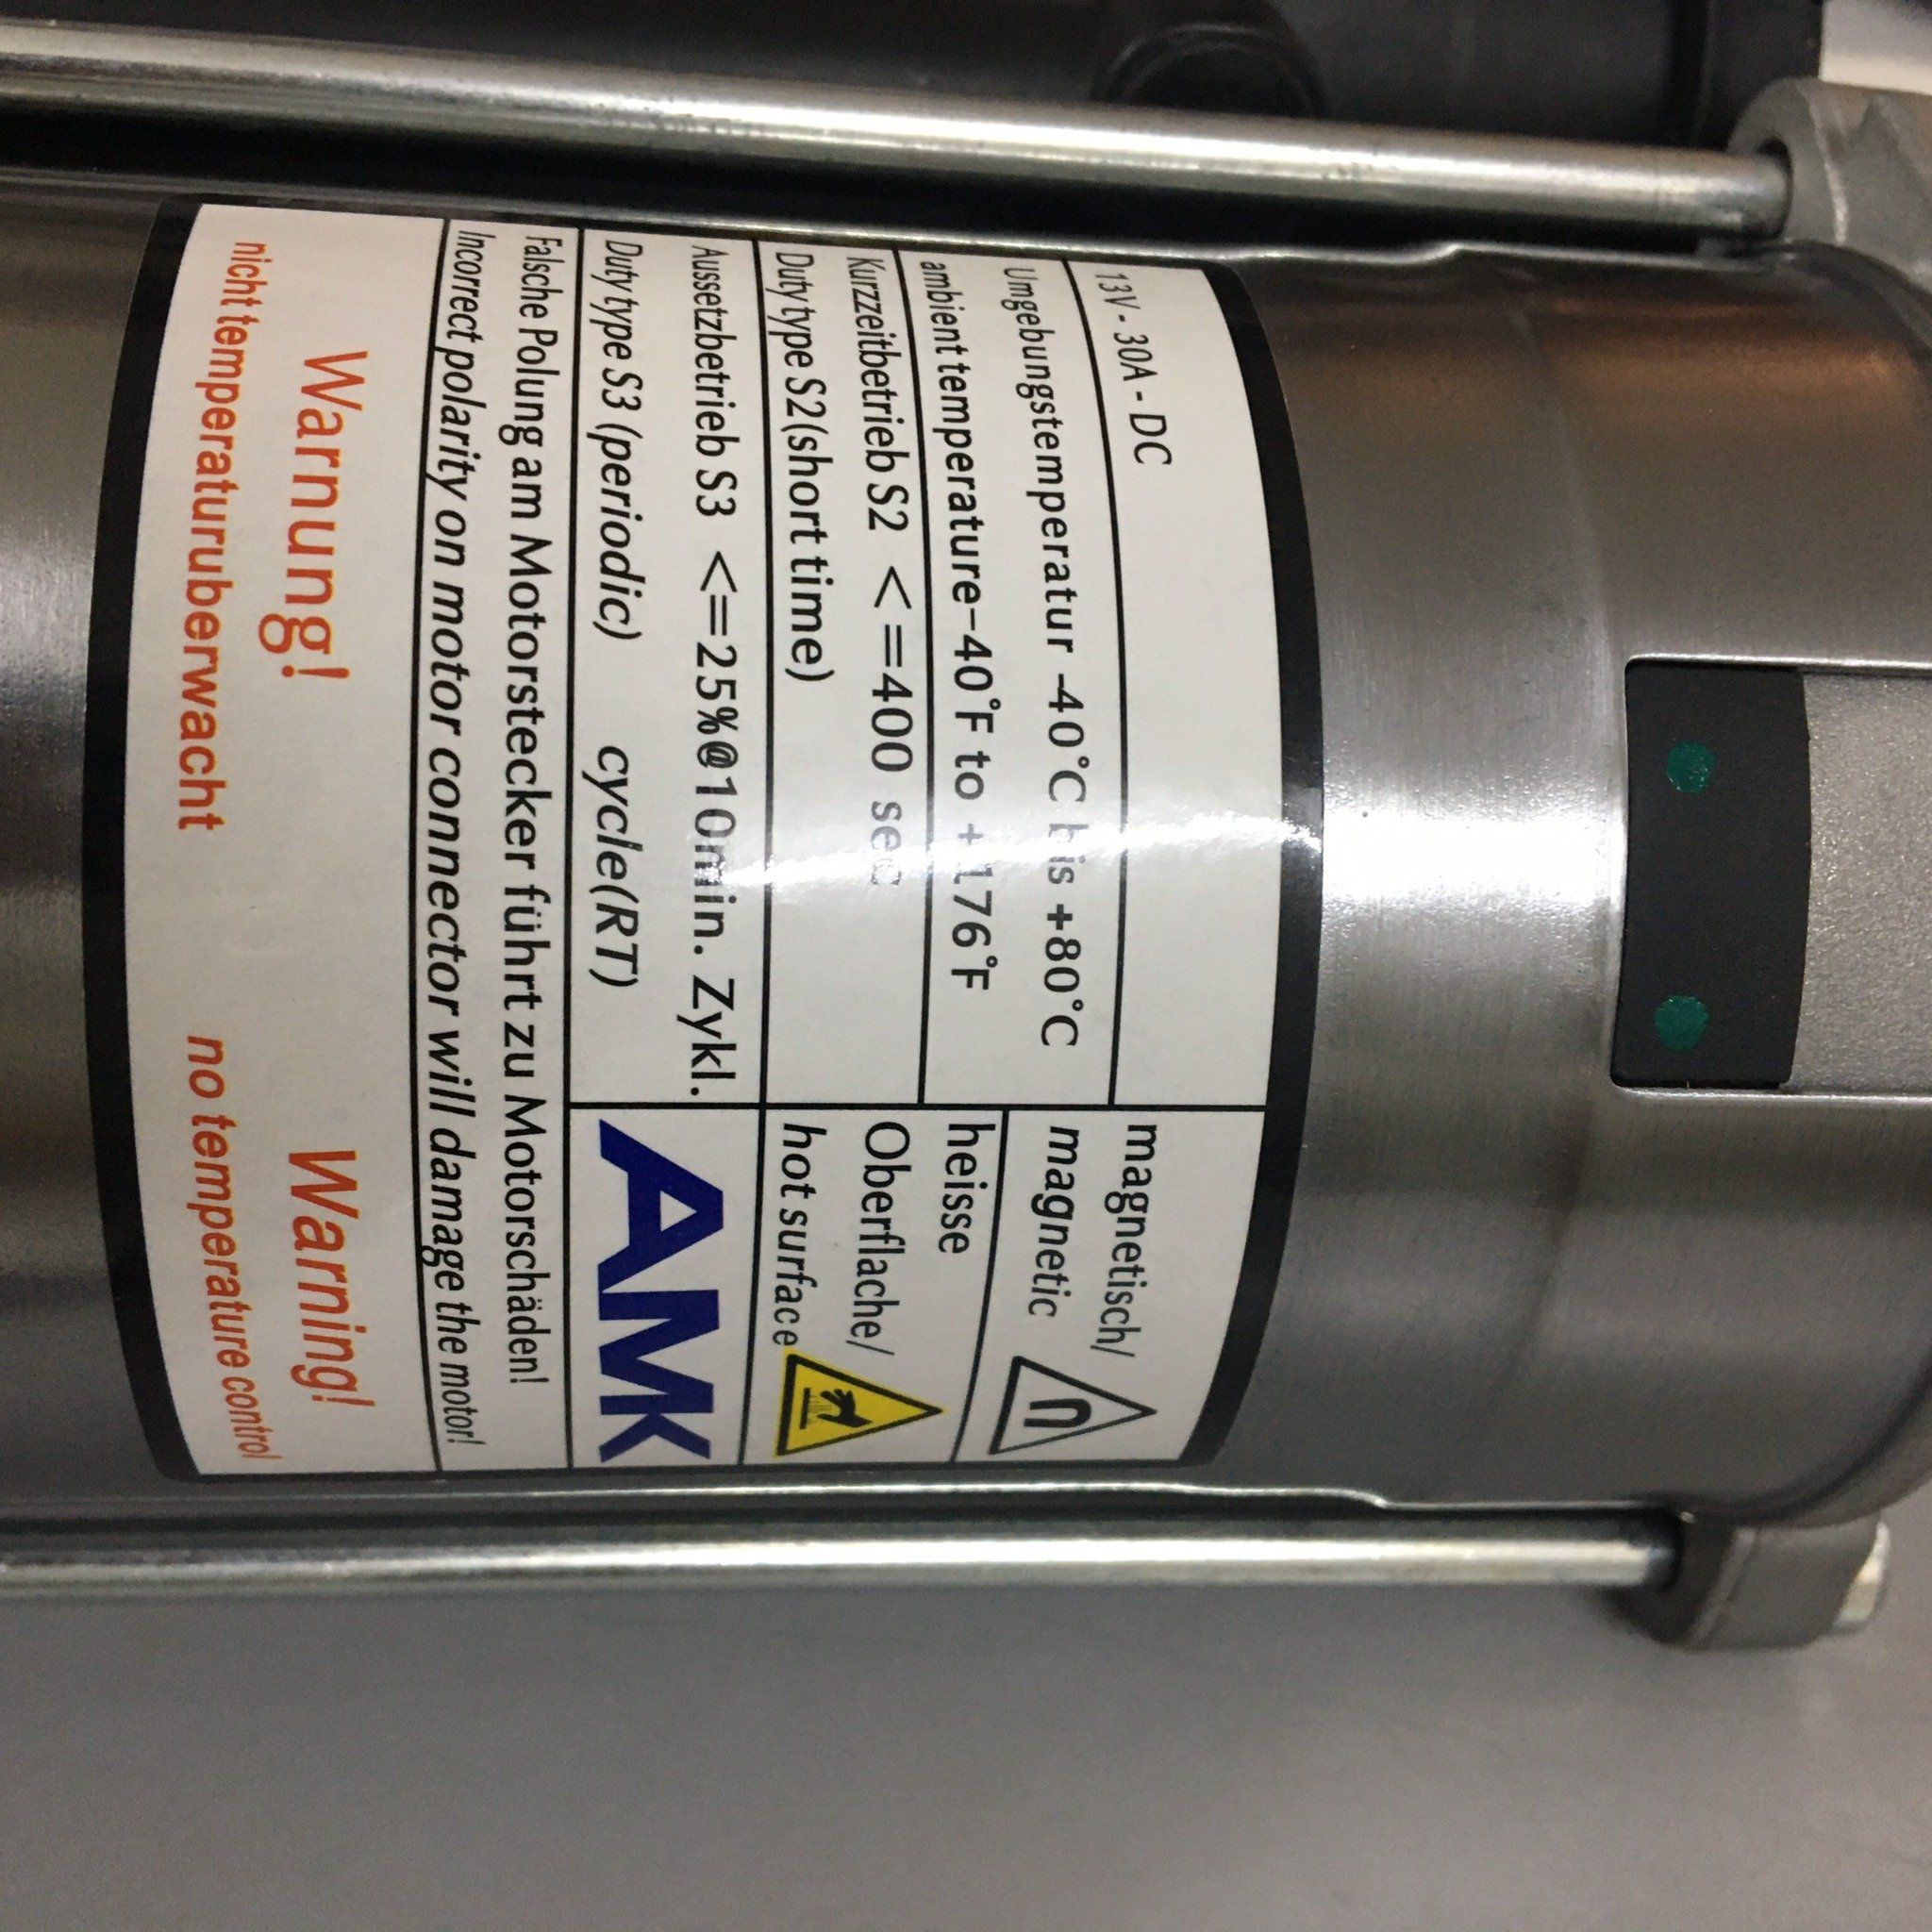 13V - 30A - DC
Umgebungstemperatur -40°C bis +80°C
ambient temperature-40°F to +176°F
Kurzzeitbetrieb S2 <=400 sec
Duty type S2(short time)
Aussetzbetrieb S3 <=25%@10min. Zykl.
Duty type S3 (periodic) cycle(RT)
magnetisch/
magnetic
heisse
Oberflache/
hot surface
AMK
Falsche Polung am Motorstecker führt zu Motorschäden!
Incorrect polarity on motor connector will damage the motor!
Warnung! Warning!
nicht temperaturuberwacht no temperature control